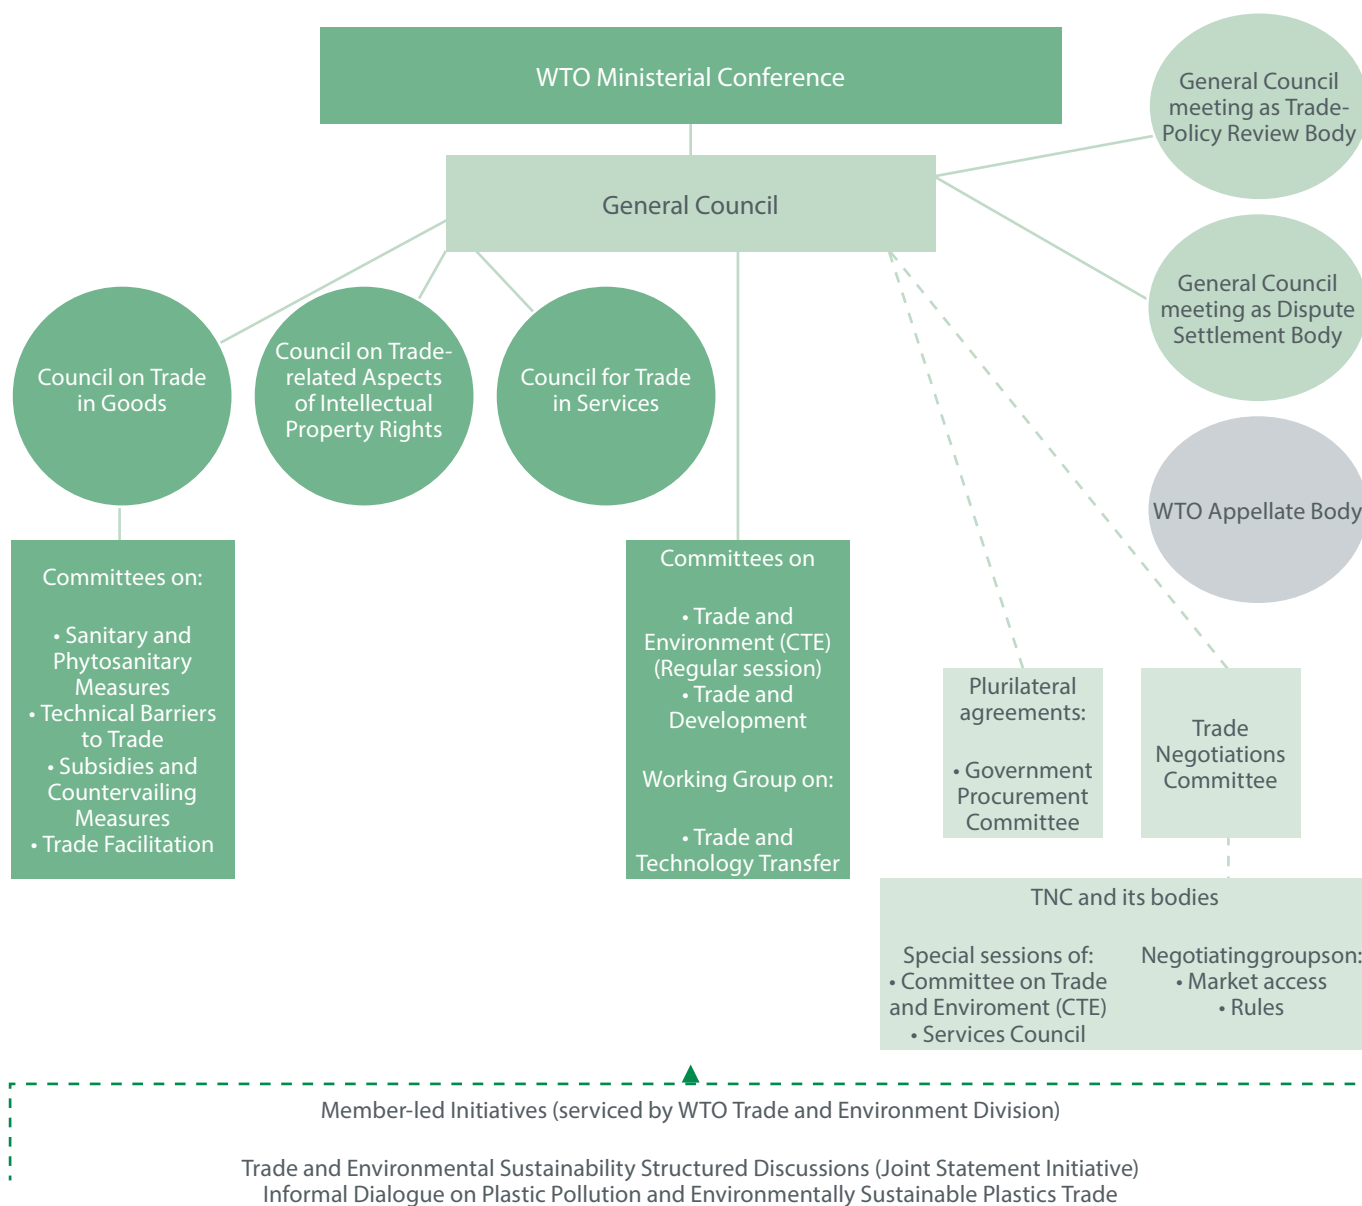 WTO Ministerial Conference
General Council
meeting as Trade-
Policy Review Body
General Council
General Council
meeting as Dispute
Settlement Body
Council on Trade
in Goods
Council on Trade-
related Aspects
of Intellectual
Property Rights
Council for Trade
in Services
WTO Appellate Body
Committees on:
• Sanitary and
Phytosanitary
Measures
• Technical Barriers
to Trade
• Subsidies and
Countervailing
Measures
• Trade Facilitation
Committees on
• Trade and
Environment (CTE)
(Regular session)
• Trade and
Development
Working Group on:
• Trade and
Technology Transfer
Plurilateral
agreements:
• Government
Procurement
Committee
Trade
Negotiations
Committee
TNC and its bodies
Special sessions of:
• Committee on Trade
and Enviroment (CTE)
• Services Council
Negotiatinggroupson:
• Market access
• Rules
Member-led Initiatives (serviced by WTO Trade and Environment Division)
Trade and Environmental Sustainability Structured Discussions (Joint Statement Initiative)
Informal Dialogue on Plastic Pollution and Environmentally Sustainable Plastics Trade